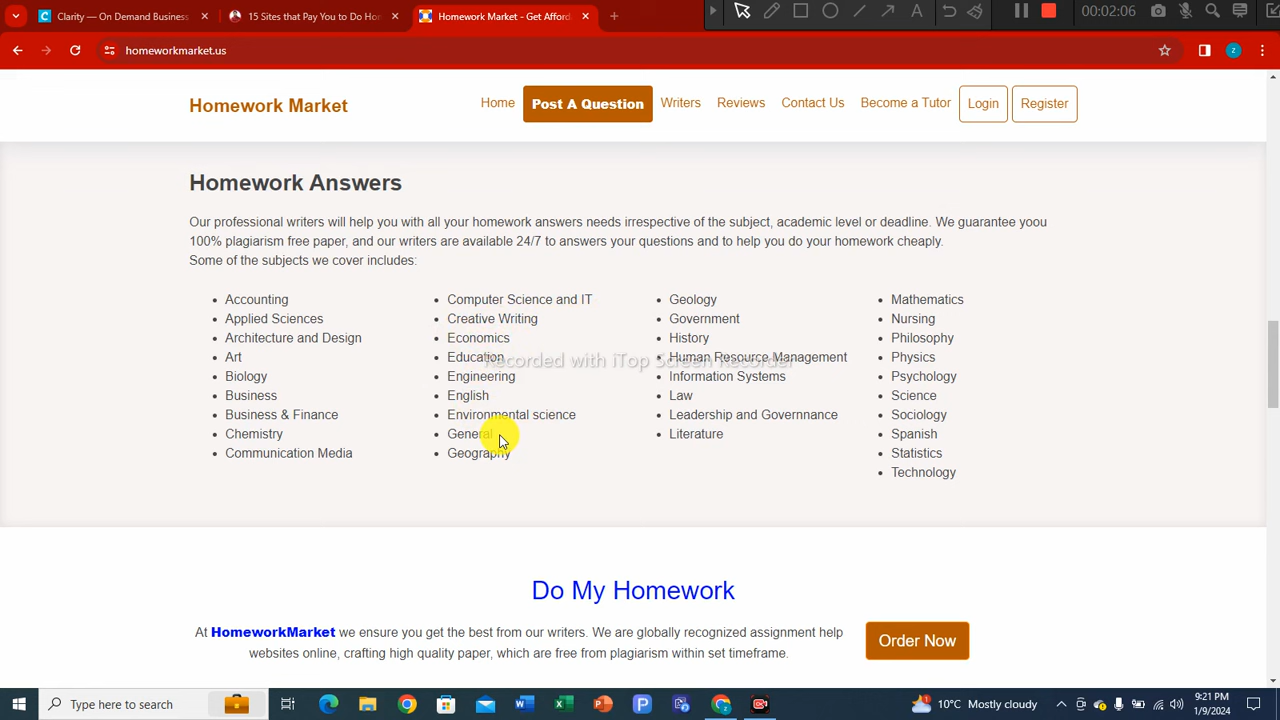 Clarity — On Demand Business
15 Sites that Pay You to Do Ho
Homework Market - Get Afford
00:02:06
homeworkmarket.us
Z
Homework Market
Home
Post A Question
Writers
Reviews
Contact Us
Become a Tutor
Login
Register
Homework Answers
Our professional writers will help you with all your homework answers needs irrespective of the subject, academic level or deadline. We guarantee yoou
100% plagiarism free paper, and our writers are available 24/7 to answers your questions and to help you do your homework cheaply.
Some of the subjects we cover includes:
Accounting
Applied Sciences
Architecture and Design
Art
Biology
Business
Business & Finance
Chemistry
Communication Media
Computer Science and IT
Creative Writing
Economics
Education
Engineering
English
Environmental science
General
Geography
Geology
Government
History
Human Resource Management
Information Systems
Law
Leadership and Governnance
Literature
Mathematics
Nursing
Philosophy
Physics
Psychology
Science
Sociology
Spanish
Statistics
Technology
Recorded with iTop Screen Recorder
Do My Homework
At HomeworkMarket we ensure you get the best from our writers. We are globally recognized assignment help
websites online, crafting high quality paper, which are free from plagiarism within set timeframe.
Order Now
Type here to search
10°C Mostly cloudy
9:21 PM
1/9/2024